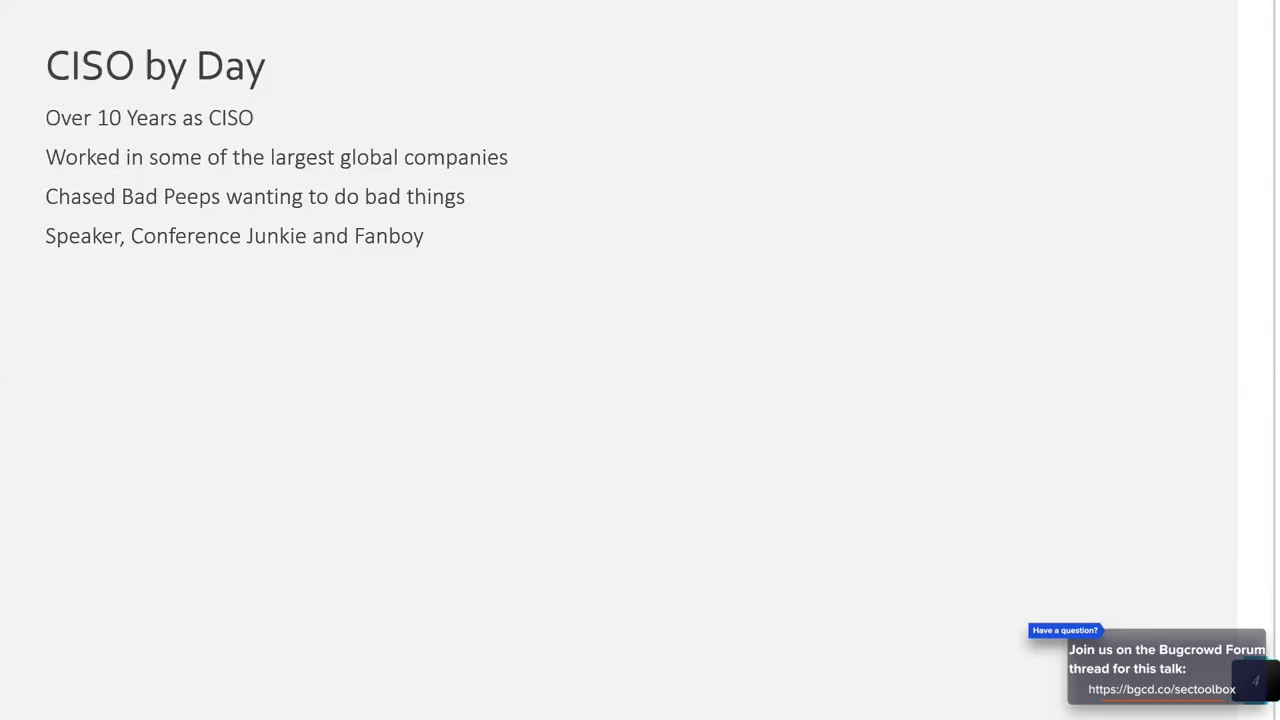 CISO by Day
Over 10 Years as CISO
Worked in some of the largest global companies
Chased Bad Peeps wanting to do bad things
Speaker, Conference Junkie and Fanboy
Have a question?
Join us on the Bugcrowd Forum
thread for this talk:
https://bgcd.co/sectoolbox
4